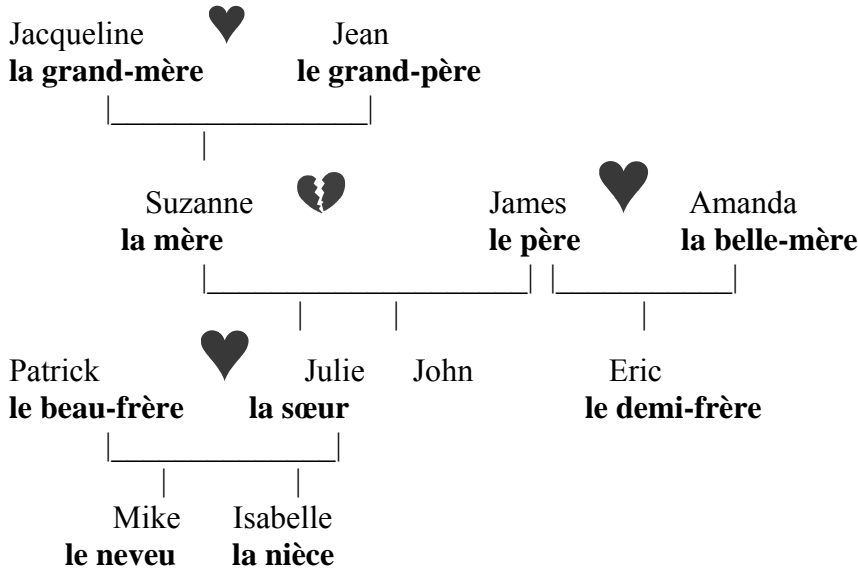 Jacqueline Jean
la grand-mère le grand-père
Suzanne James Amanda
la mère le père la belle-mère
Patrick Julie John Eric
le beau-frère la sœur le demi-frère
Mike Isabelle
le neveu la nièce